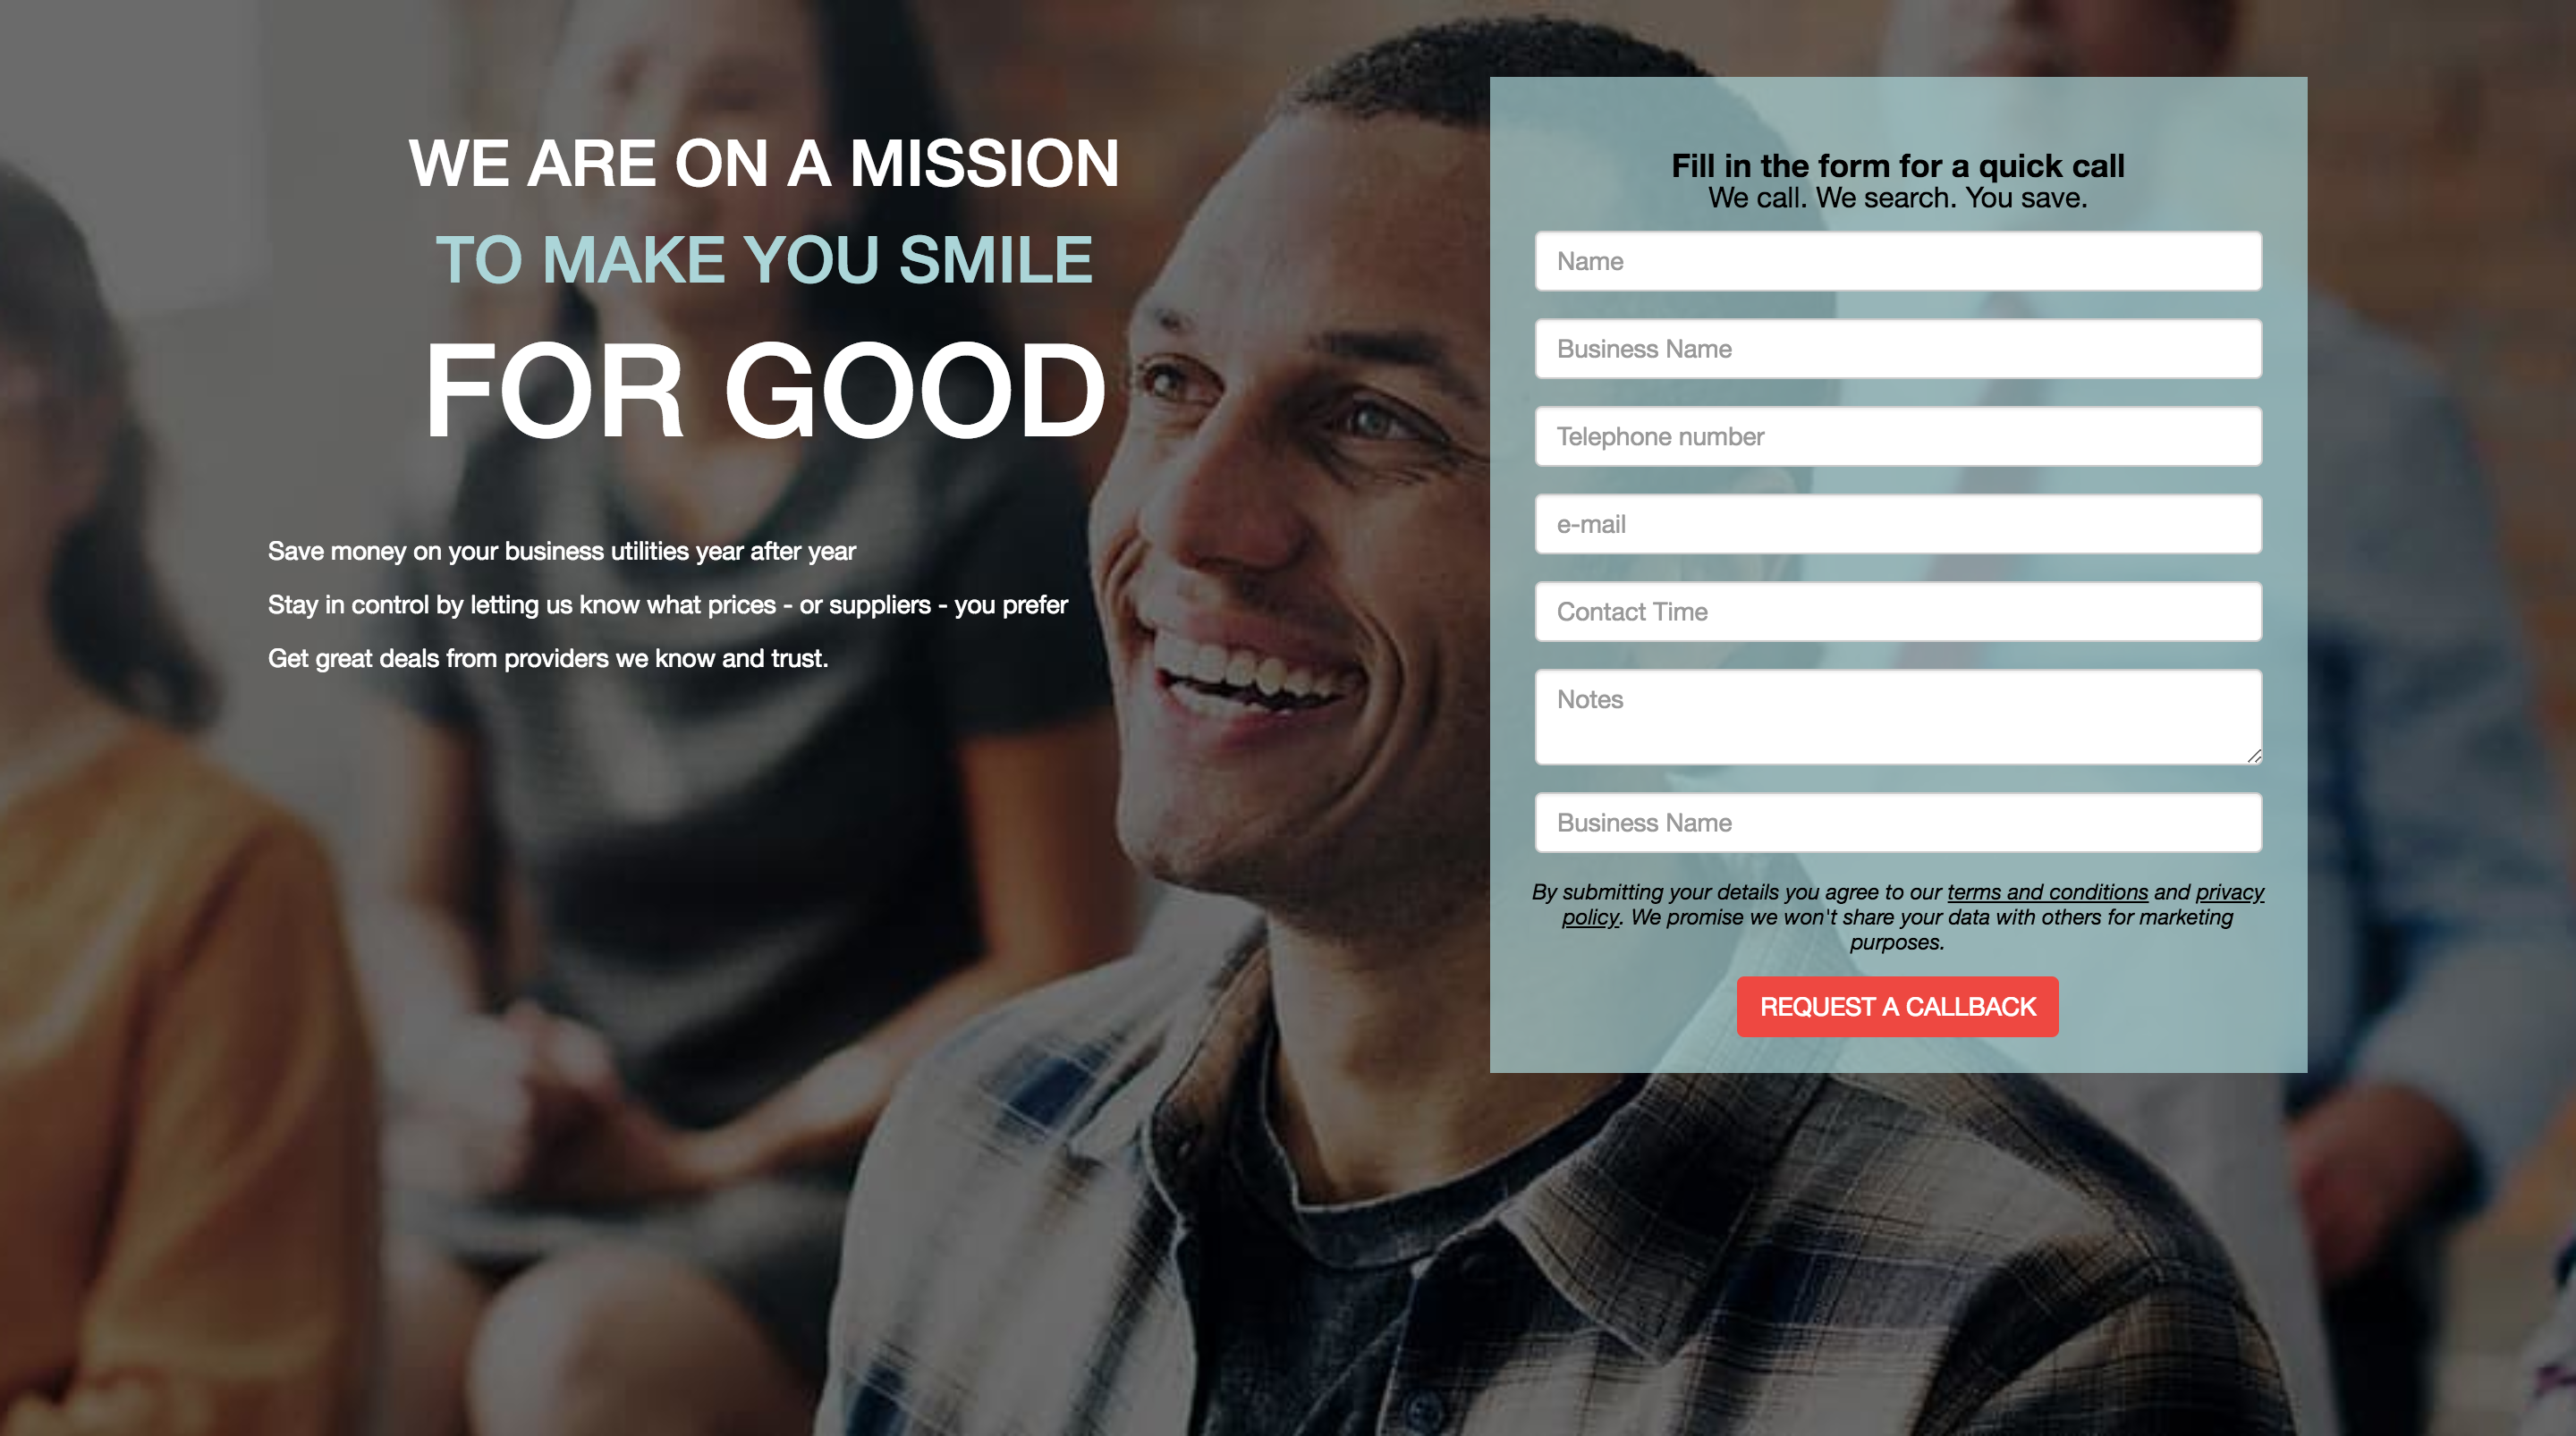 WE ARE ON A MISSION
TO MAKE YOU SMILE
FOR GOOD
Save money on your business utilities year after year
Stay in control by letting us know what prices - or suppliers - you prefer
Get great deals from providers we know and trust.
Fill in the form for a quick call
We call. We search. You save.
Name
Business Name
Telephone number
e-mail
Contact Time
Notes
Business Name
By submitting your details you agree to our terms and conditions and privacy
policy. We promise we won't share your data with others for marketing
purposes.
REQUEST A CALLBACK